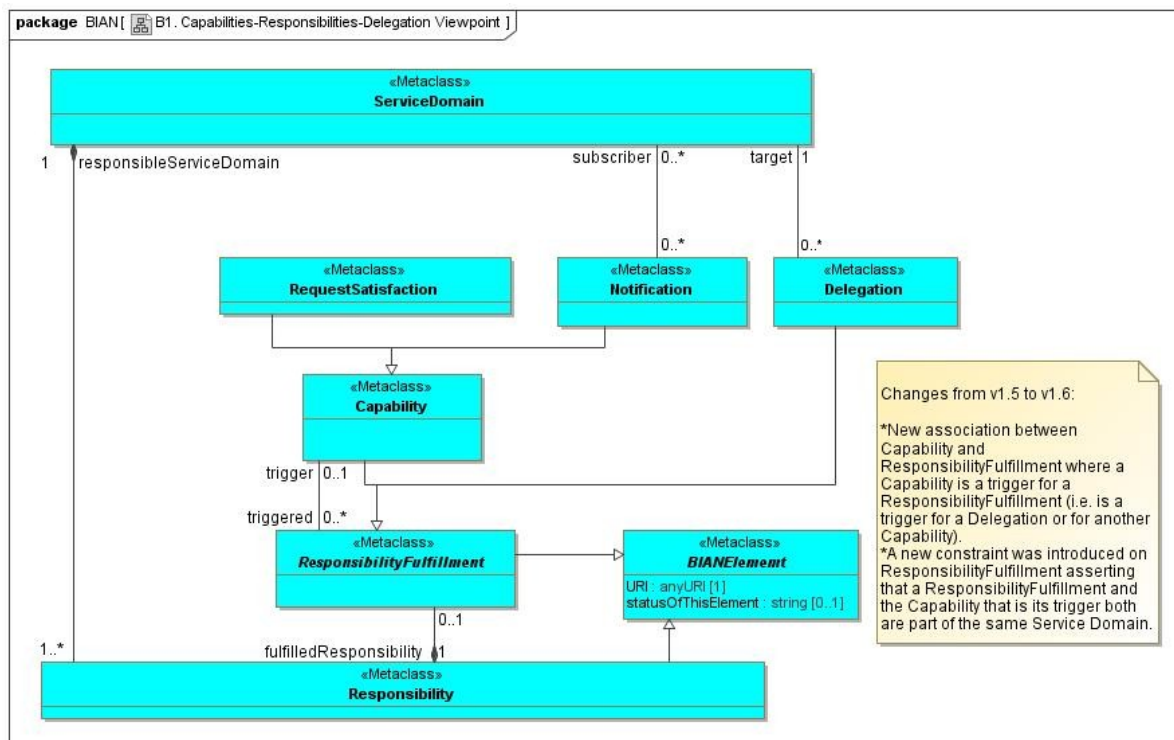 package BIAN[ B1. Capabilities-Responsibilities-Delegation Viewpoint ]
«Metaclass»
ServiceDomain
1 responsibleServiceDomain
subscriber 0..*
target 1
0..*
0..*
«Metaclass»
RequestSatisfaction
«Metaclass»
Notification
«Metaclass»
Delegation
«Metaclass»
Capability
trigger 0..1
triggered 0..*
«Metaclass»
ResponsibilityFulfillment
«Metaclass»
BIANElememt
URI : anyURI [1]
statusOfThisElement : string [0..1]
0..1
1..*
fulfilledResponsibility 1
«Metaclass»
Responsibility
Changes from v1.5 to v1.6:
*New association between
Capability and
ResponsibilityFulfillment where a
Capability is a trigger for a
ResponsibilityFulfillment (i.e. is a
trigger for a Delegation or for another
Capability).
*A new constraint was introduced on
ResponsibilityFulfillment asserting
that a ResponsibilityFulfillment and
the Capability that is its trigger both
are part of the same Service Domain.